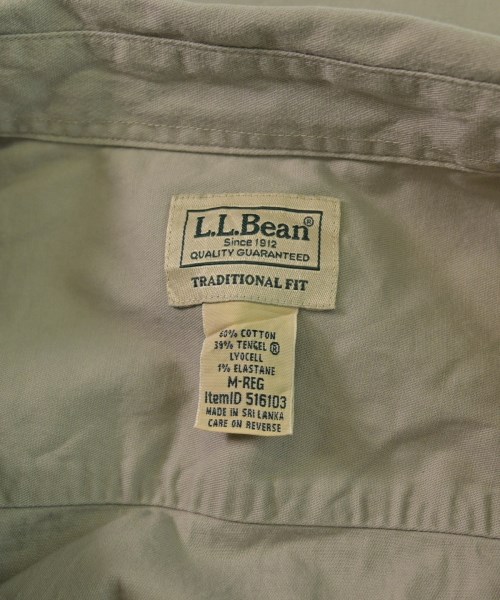 L.L.Bean®
Since 1912
QUALITY GUARANTEED
TRADITIONAL FIT
60% COTTON
39% TENCEL ®
LYOCELL
1% ELASTANE
M-REG
ItemID 516103
MADE IN SRI LANKA
CARE ON REVERSE